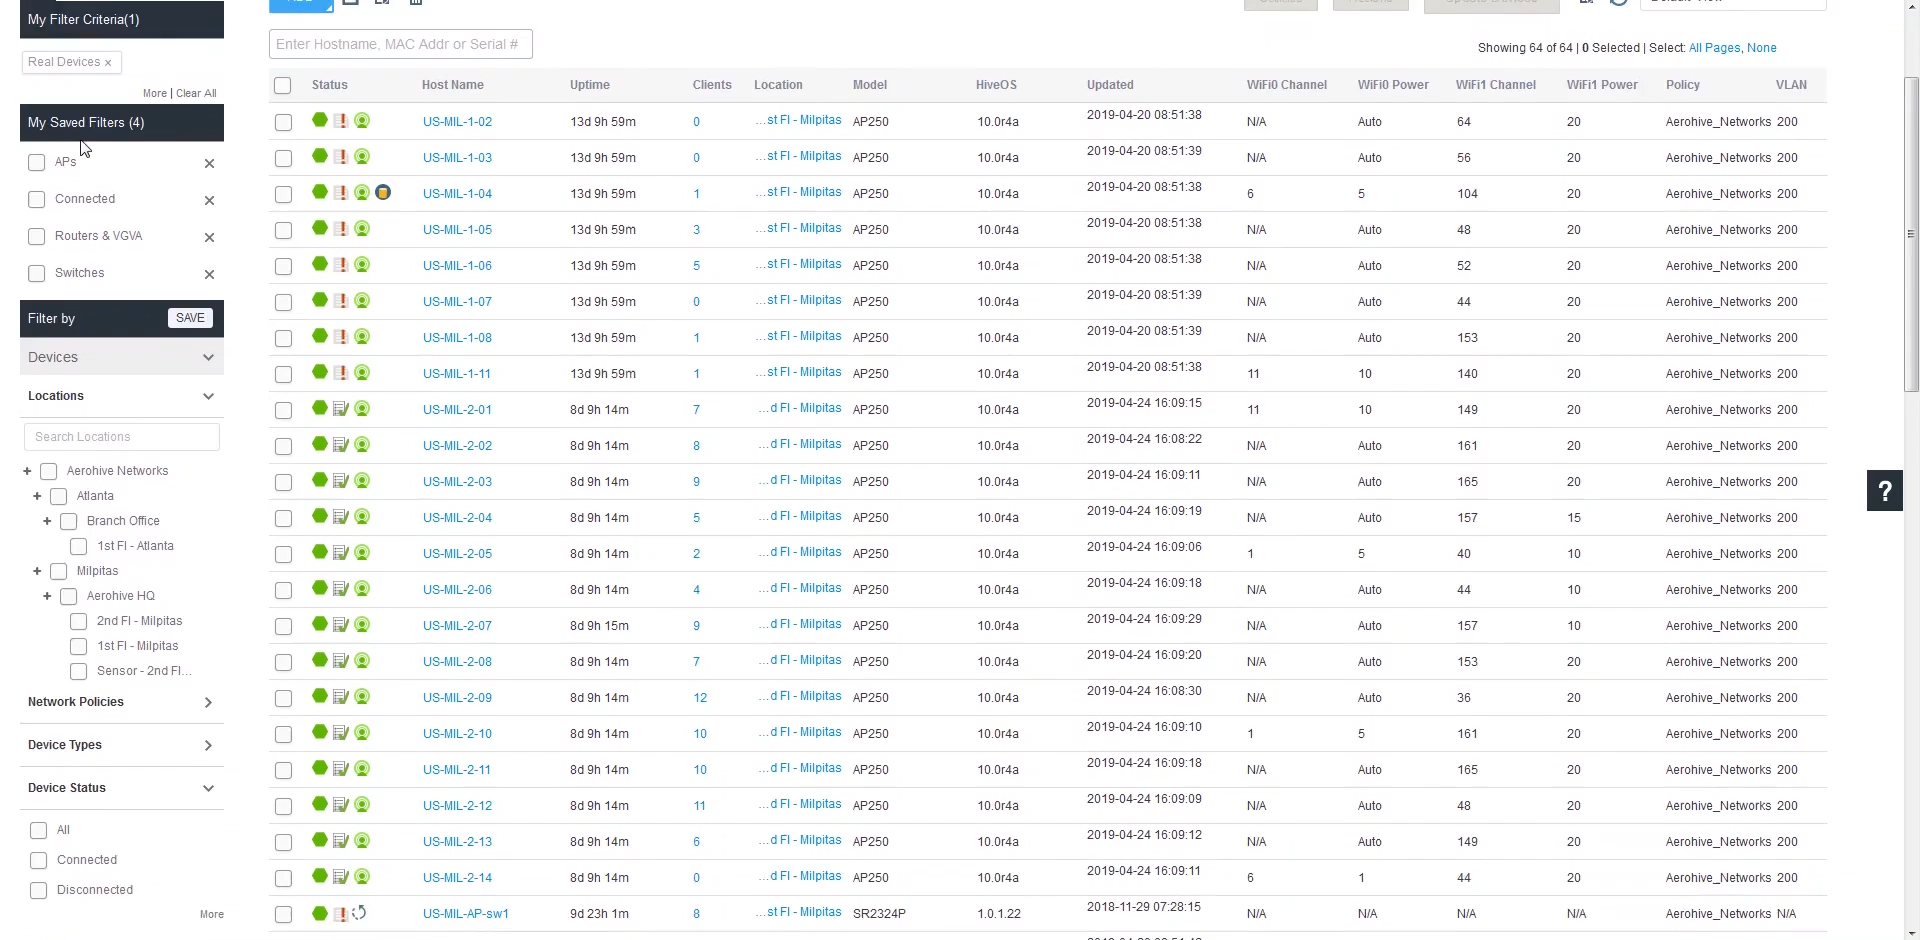 My Filter Criteria(1)
Real Devices ×
More | Clear All
My Saved Filters (4)
APs
Connected
Routers & VGVA
Switches
Filter by SAVE
Devices
Locations
Search Locations
Aerohive Networks
Atlanta
Branch Office
1st Fl - Atlanta
Milpitas
Aerohive HQ
2nd Fl - Milpitas
1st Fl - Milpitas
Sensor - 2nd Fl...
Network Policies
Device Types
Device Status
All
Connected
Disconnected
More
Enter Hostname, MAC Addr or Serial #
Showing 64 of 64 | 0 Selected | Select: All Pages, None
Status Host Name Uptime Clients Location Model HiveOS Updated WiFi0 Channel WiFi0 Power WiFi1 Channel WiFi1 Power Policy VLAN
US-MIL-1-02 13d 9h 59m 0 ...st Fl - Milpitas AP250 10.0r4a 2019-04-20 08:51:38 N/A Auto 64 20 Aerohive_Networks 200
US-MIL-1-03 13d 9h 59m 0 ...st Fl - Milpitas AP250 10.0r4a 2019-04-20 08:51:39 N/A Auto 56 20 Aerohive_Networks 200
US-MIL-1-04 13d 9h 59m 1 ...st Fl - Milpitas AP250 10.0r4a 2019-04-20 08:51:38 6 5 104 20 Aerohive_Networks 200
US-MIL-1-05 13d 9h 59m 3 ...st Fl - Milpitas AP250 10.0r4a 2019-04-20 08:51:38 N/A Auto 48 20 Aerohive_Networks 200
US-MIL-1-06 13d 9h 59m 5 ...st Fl - Milpitas AP250 10.0r4a 2019-04-20 08:51:38 N/A Auto 52 20 Aerohive_Networks 200
US-MIL-1-07 13d 9h 59m 0 ...st Fl - Milpitas AP250 10.0r4a 2019-04-20 08:51:39 N/A Auto 44 20 Aerohive_Networks 200
US-MIL-1-08 13d 9h 59m 1 ...st Fl - Milpitas AP250 10.0r4a 2019-04-20 08:51:39 N/A Auto 153 20 Aerohive_Networks 200
US-MIL-1-11 13d 9h 59m 1 ...st Fl - Milpitas AP250 10.0r4a 2019-04-20 08:51:38 11 10 140 20 Aerohive_Networks 200
US-MIL-2-01 8d 9h 14m 7 ...d Fl - Milpitas AP250 10.0r4a 2019-04-24 16:09:15 11 10 149 20 Aerohive_Networks 200
US-MIL-2-02 8d 9h 14m 8 ...d Fl - Milpitas AP250 10.0r4a 2019-04-24 16:08:22 N/A Auto 161 20 Aerohive_Networks 200
US-MIL-2-03 8d 9h 14m 9 ...d Fl - Milpitas AP250 10.0r4a 2019-04-24 16:09:11 N/A Auto 165 20 Aerohive_Networks 200
US-MIL-2-04 8d 9h 14m 5 ...d Fl - Milpitas AP250 10.0r4a 2019-04-24 16:09:19 N/A Auto 157 15 Aerohive_Networks 200
US-MIL-2-05 8d 9h 14m 2 ...d Fl - Milpitas AP250 10.0r4a 2019-04-24 16:09:06 1 5 40 10 Aerohive_Networks 200
US-MIL-2-06 8d 9h 14m 4 ...d Fl - Milpitas AP250 10.0r4a 2019-04-24 16:09:18 N/A Auto 44 10 Aerohive_Networks 200
US-MIL-2-07 8d 9h 15m 9 ...d Fl - Milpitas AP250 10.0r4a 2019-04-24 16:09:29 N/A Auto 157 10 Aerohive_Networks 200
US-MIL-2-08 8d 9h 14m 7 ...d Fl - Milpitas AP250 10.0r4a 2019-04-24 16:09:20 N/A Auto 153 20 Aerohive_Networks 200
US-MIL-2-09 8d 9h 14m 12 ...d Fl - Milpitas AP250 10.0r4a 2019-04-24 16:08:30 N/A Auto 36 20 Aerohive_Networks 200
US-MIL-2-10 8d 9h 14m 10 ...d Fl - Milpitas AP250 10.0r4a 2019-04-24 16:09:10 1 5 161 20 Aerohive_Networks 200
US-MIL-2-11 8d 9h 14m 10 ...d Fl - Milpitas AP250 10.0r4a 2019-04-24 16:09:18 N/A Auto 165 20 Aerohive_Networks 200
US-MIL-2-12 8d 9h 14m 11 ...d Fl - Milpitas AP250 10.0r4a 2019-04-24 16:09:09 N/A Auto 48 20 Aerohive_Networks 200
US-MIL-2-13 8d 9h 14m 6 ...d Fl - Milpitas AP250 10.0r4a 2019-04-24 16:09:12 N/A Auto 149 20 Aerohive_Networks 200
US-MIL-2-14 8d 9h 14m 0 ...d Fl - Milpitas AP250 10.0r4a 2019-04-24 16:09:11 6 1 44 20 Aerohive_Networks 200
US-MIL-AP-sw1 9d 23h 1m 8 ...st Fl - Milpitas SR2324P 1.0.1.22 2018-11-29 07:28:15 N/A N/A N/A N/A Aerohive_Networks N/A
?